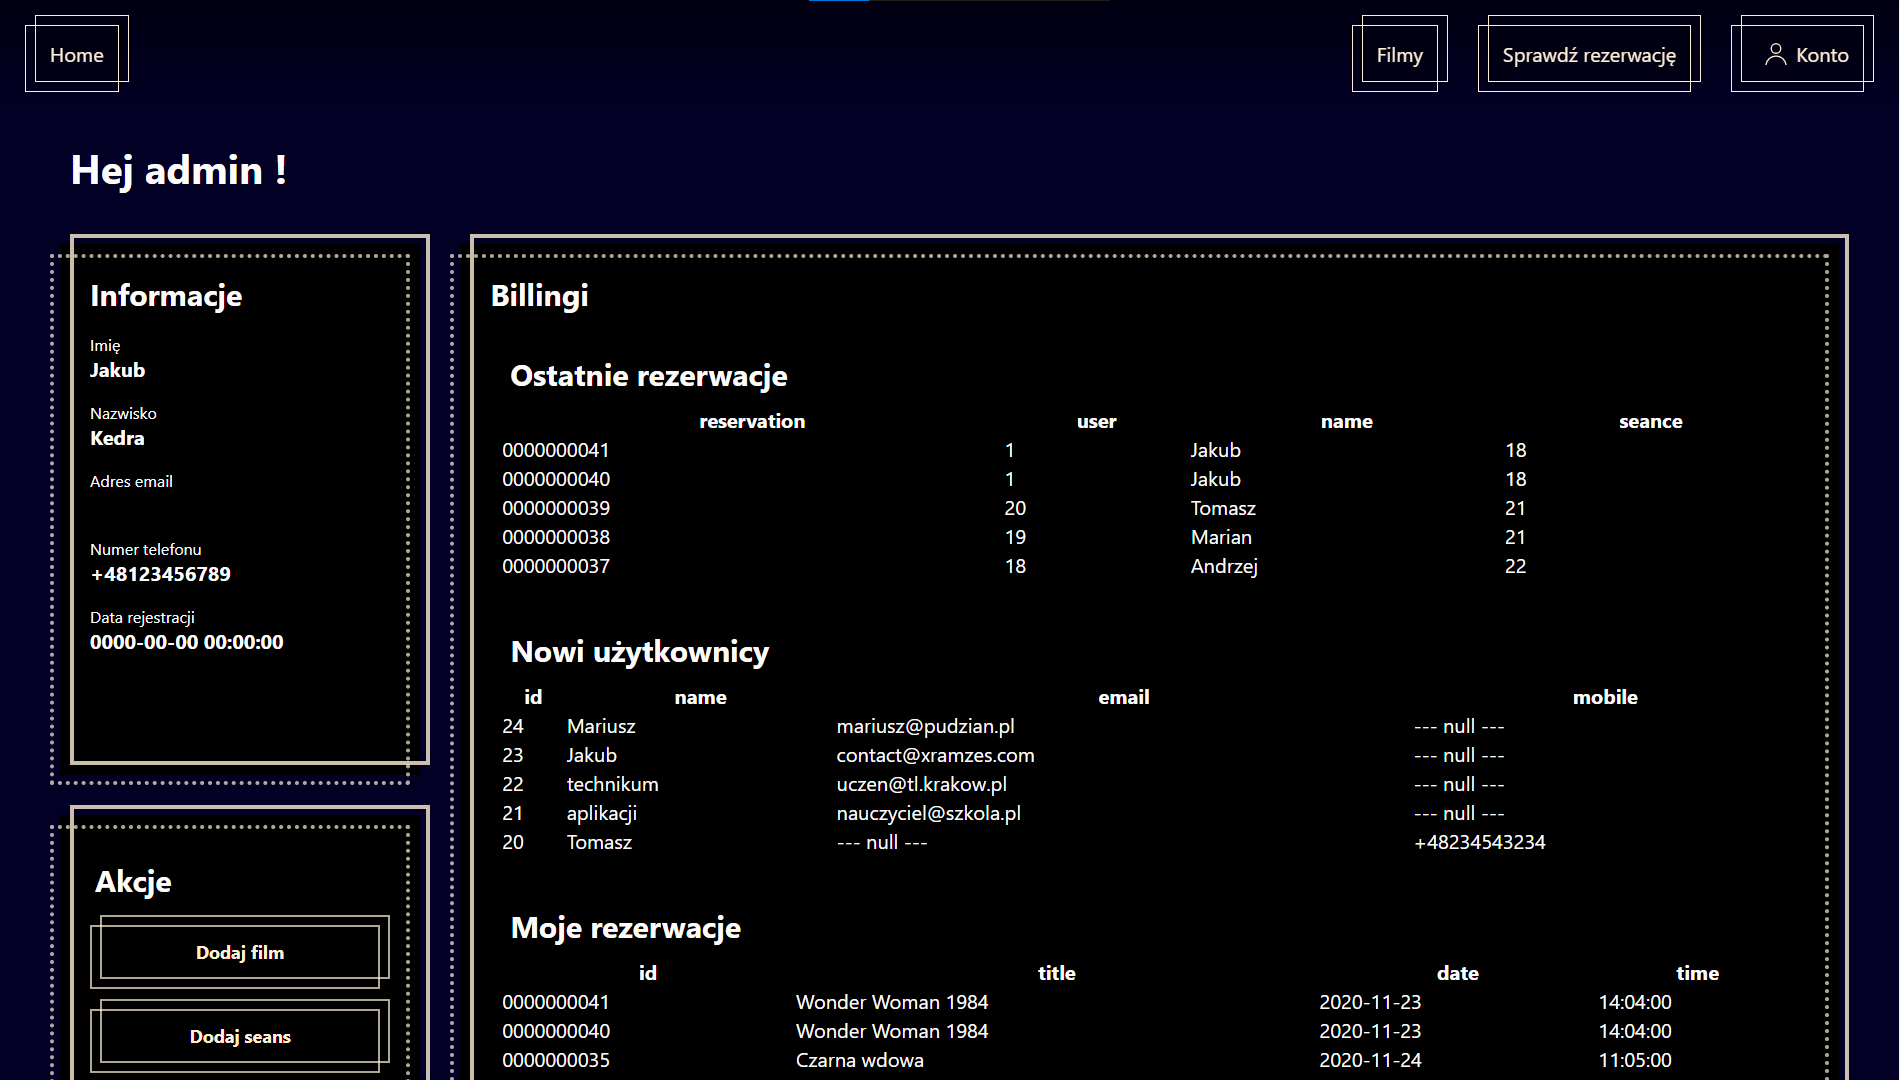 Home
Filmy
Sprawdź rezerwację
Konto
Hej admin !
Informacje
Imię
Jakub
Nazwisko
Kedra
Adres email
Numer telefonu
+48123456789
Data rejestracji
0000-00-00 00:00:00
Akcje
Dodaj film
Dodaj seans
Billingi
Ostatnie rezerwacje
reservation user name seance
0000000041 1 Jakub 18
0000000040 1 Jakub 18
0000000039 20 Tomasz 21
0000000038 19 Marian 21
0000000037 18 Andrzej 22
Nowi użytkownicy
id name email mobile
24 Mariusz mariusz@pudzian.pl --- null ---
23 Jakub contact@xramzes.com --- null ---
22 technikum uczen@tl.krakow.pl --- null ---
21 aplikacji nauczyciel@szkola.pl --- null ---
20 Tomasz --- null --- +48234543234
Moje rezerwacje
id title date time
0000000041 Wonder Woman 1984 2020-11-23 14:04:00
0000000040 Wonder Woman 1984 2020-11-23 14:04:00
0000000035 Czarna wdowa 2020-11-24 11:05:00